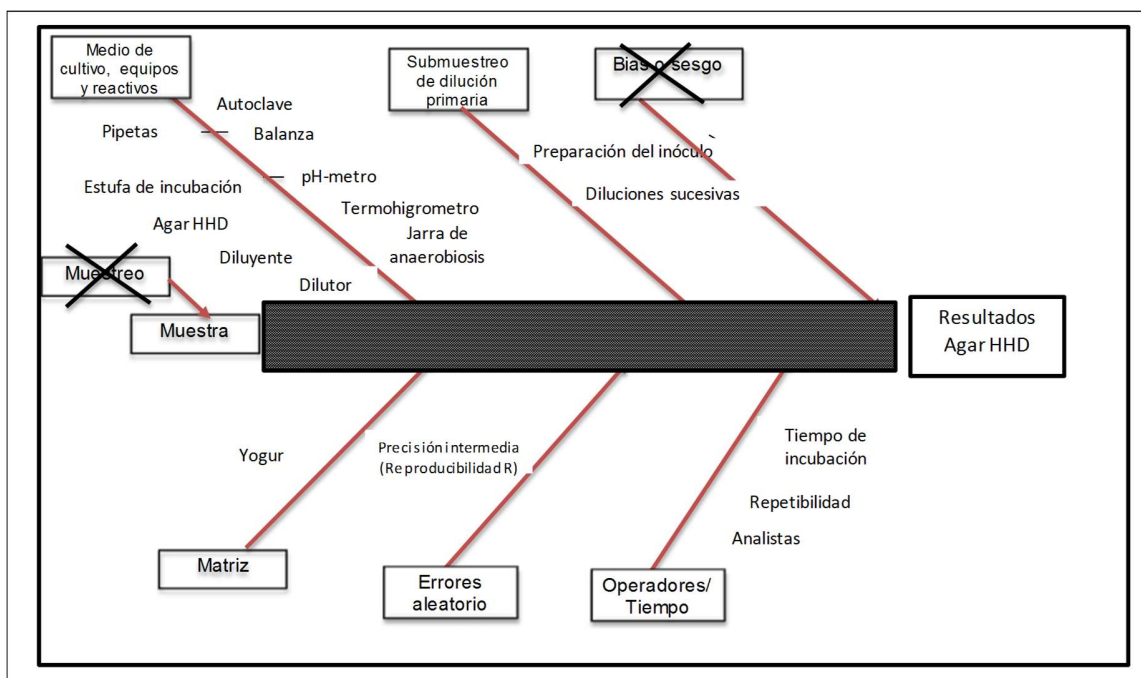 Medio de
cultivo, equipos
y reactivos
Submuestreo
de dilución
primaria
Bias o sesgo
Autoclave
Pipetas
Balanza
Preparación del inóculo
pH-metro
Estufa de incubación
Diluciones sucesivas
Termohigrometro
Agar HHD
Jarra de
anaerobiosis
Diluyente
Muestreo
Dilutor
Muestra
Resultados
Agar HHD
Yogur
Precisión intermedia
(Reproducibilidad R)
Tiempo de
incubación
Repetibilidad
Analistas
Matriz
Errores
aleatorio
Operadores/
Tiempo